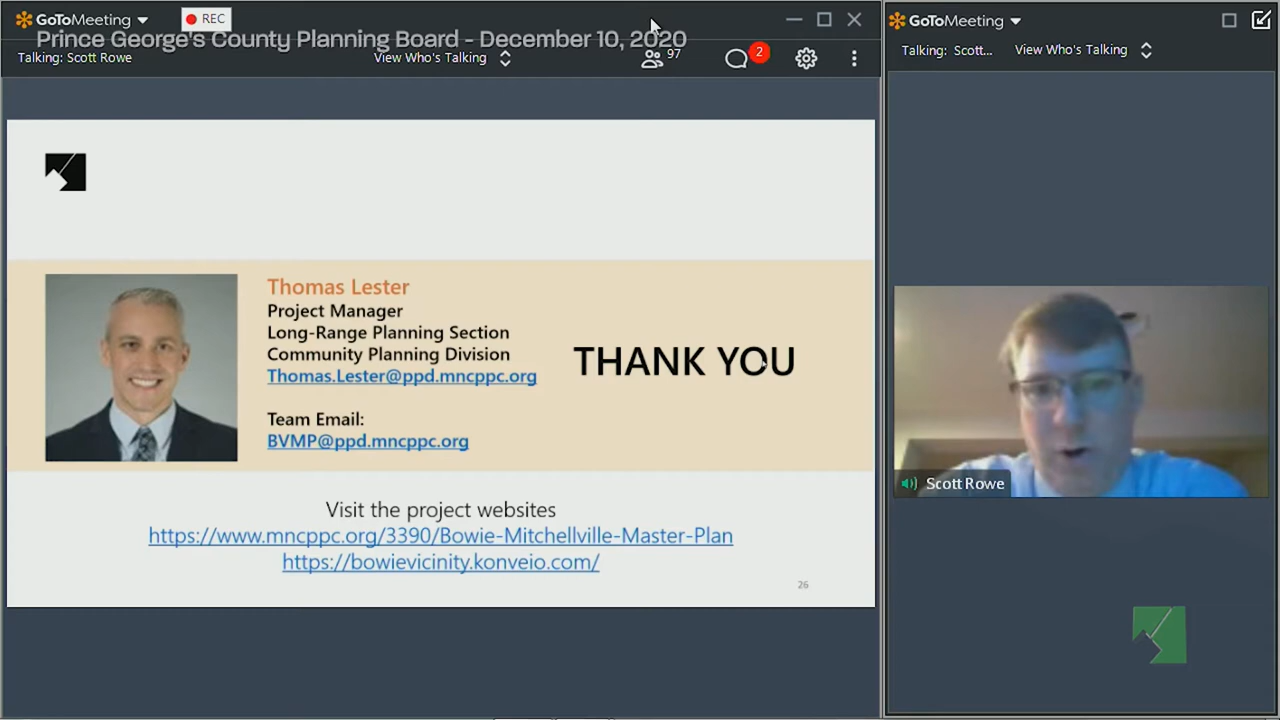 GoToMeeting
REC
Prince George's County Planning Board - December 10, 2020
Talking: Scott Rowe
View Who's Talking
97
2
Thomas Lester
Project Manager
Long-Range Planning Section
Community Planning Division
Thomas.Lester@ppd.mncppc.org
Team Email:
BVMP@ppd.mncppc.org
THANK YOU
Visit the project websites
https://www.mncppc.org/3390/Bowie-Mitchellville-Master-Plan
https://bowievicinity.konveio.com/
26
GoToMeeting
Talking: Scott...
View Who's Talking
Scott Rowe